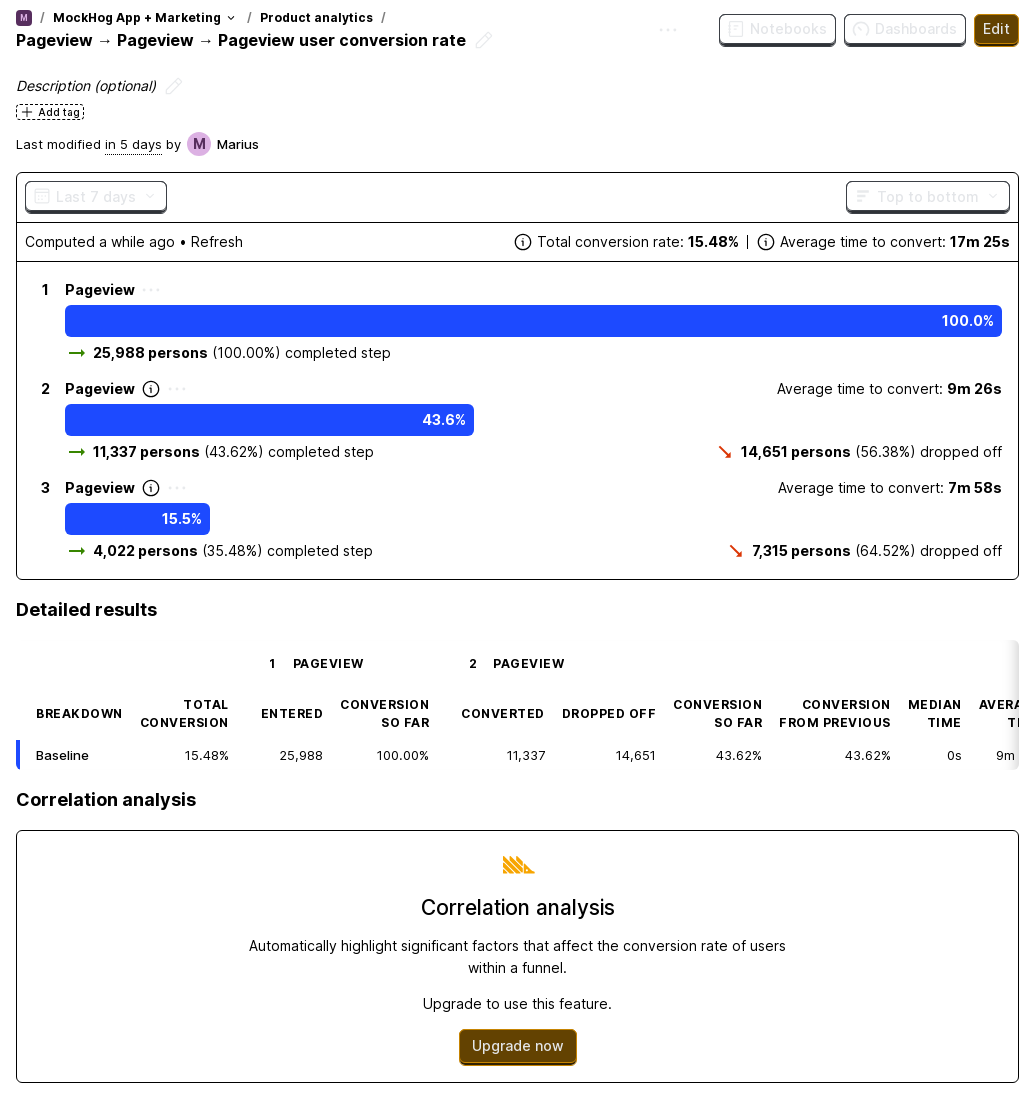 M / MockHog App + Marketing / Product analytics /
Pageview → Pageview → Pageview user conversion rate
Notebooks Dashboards Edit
Description (optional)
Add tag
Last modified in 5 days by M Marius
Last 7 days Top to bottom
Computed a while ago • Refresh Total conversion rate: 15.48% Average time to convert: 17m 25s
1 Pageview
100.0%
25,988 persons (100.00%) completed step
2 Pageview Average time to convert: 9m 26s
43.6%
11,337 persons (43.62%) completed step 14,651 persons (56.38%) dropped off
3 Pageview Average time to convert: 7m 58s
15.5%
4,022 persons (35.48%) completed step 7,315 persons (64.52%) dropped off
Detailed results
1 PAGEVIEW 2 PAGEVIEW
BREAKDOWN TOTAL CONVERSION ENTERED CONVERSION SO FAR CONVERTED DROPPED OFF CONVERSION SO FAR CONVERSION FROM PREVIOUS MEDIAN TIME
Baseline 15.48% 25,988 100.00% 11,337 14,651 43.62% 43.62% 0s 9m
Correlation analysis
Correlation analysis
Automatically highlight significant factors that affect the conversion rate of users
within a funnel.
Upgrade to use this feature.
Upgrade now